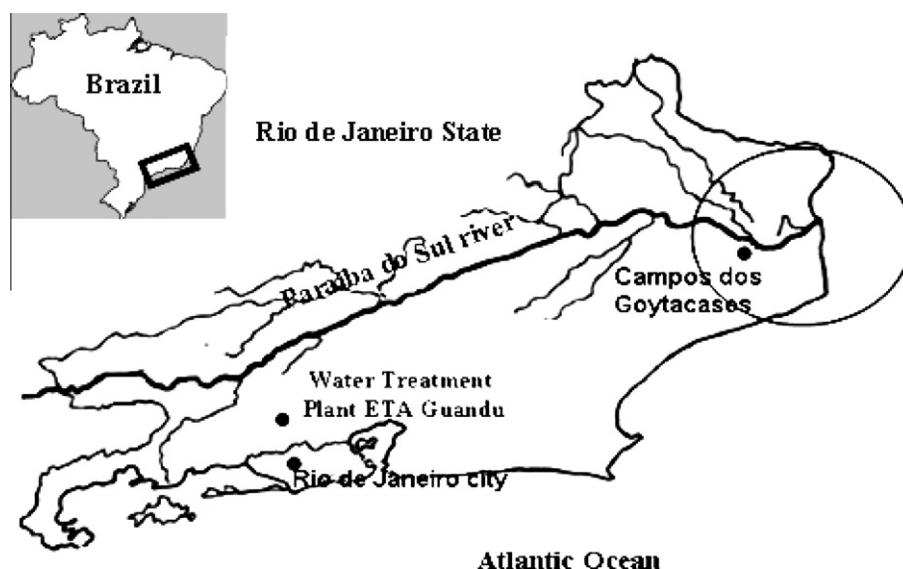 Brazil
Rio de Janeiro State
Paraíba do Sul river
Campos dos
Goytacases
Water Treatment
Plant ETA Guandu
Rio de Janeiro city
Atlantic Ocean